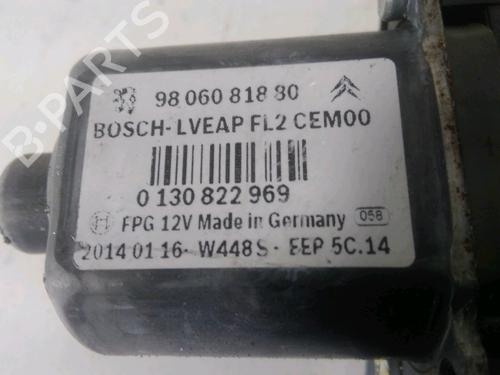 98 060 818 80
BOSCH-LVEAP FL2 CEM00
0 130 822 969
FPG 12V Made in Germany 058
2014 01 16- W448S - EEP 5C.14
B-PARTS